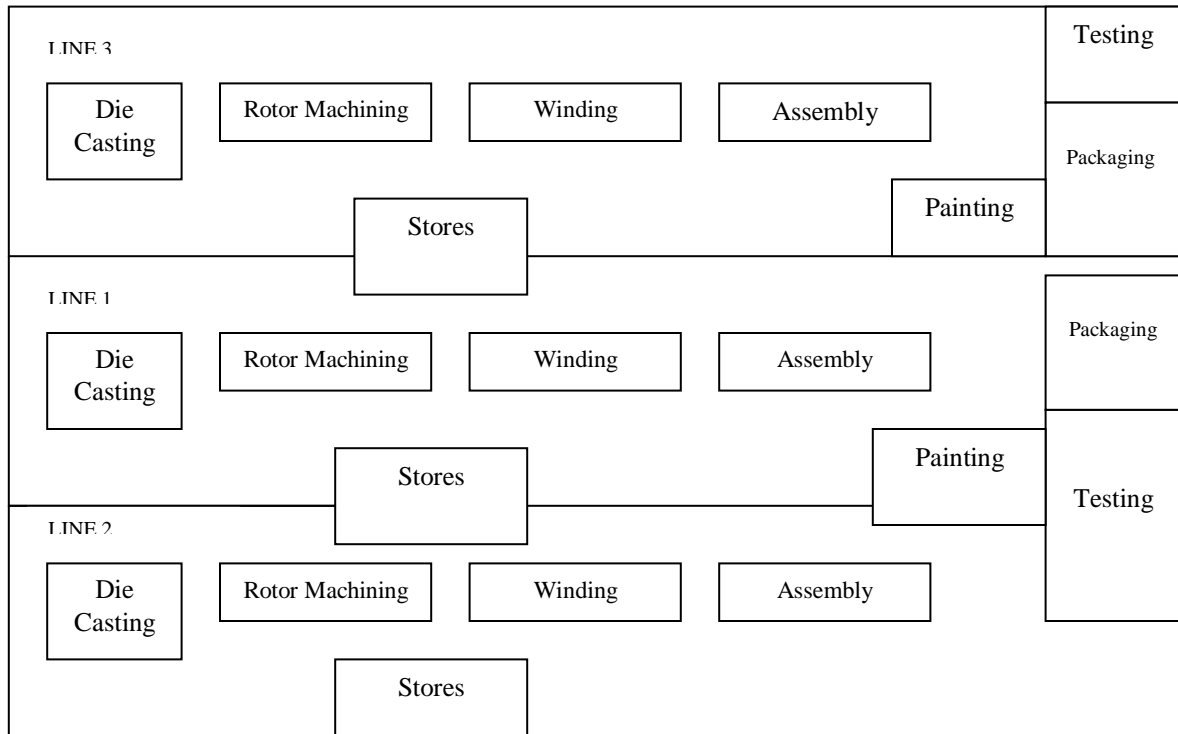 LINE 3
Testing
Die
Casting
Rotor Machining
Winding
Assembly
Packaging
Painting
Stores
LINE 1
Packaging
Die
Casting
Rotor Machining
Winding
Assembly
Painting
Stores
Testing
LINE 2
Die
Casting
Rotor Machining
Winding
Assembly
Stores